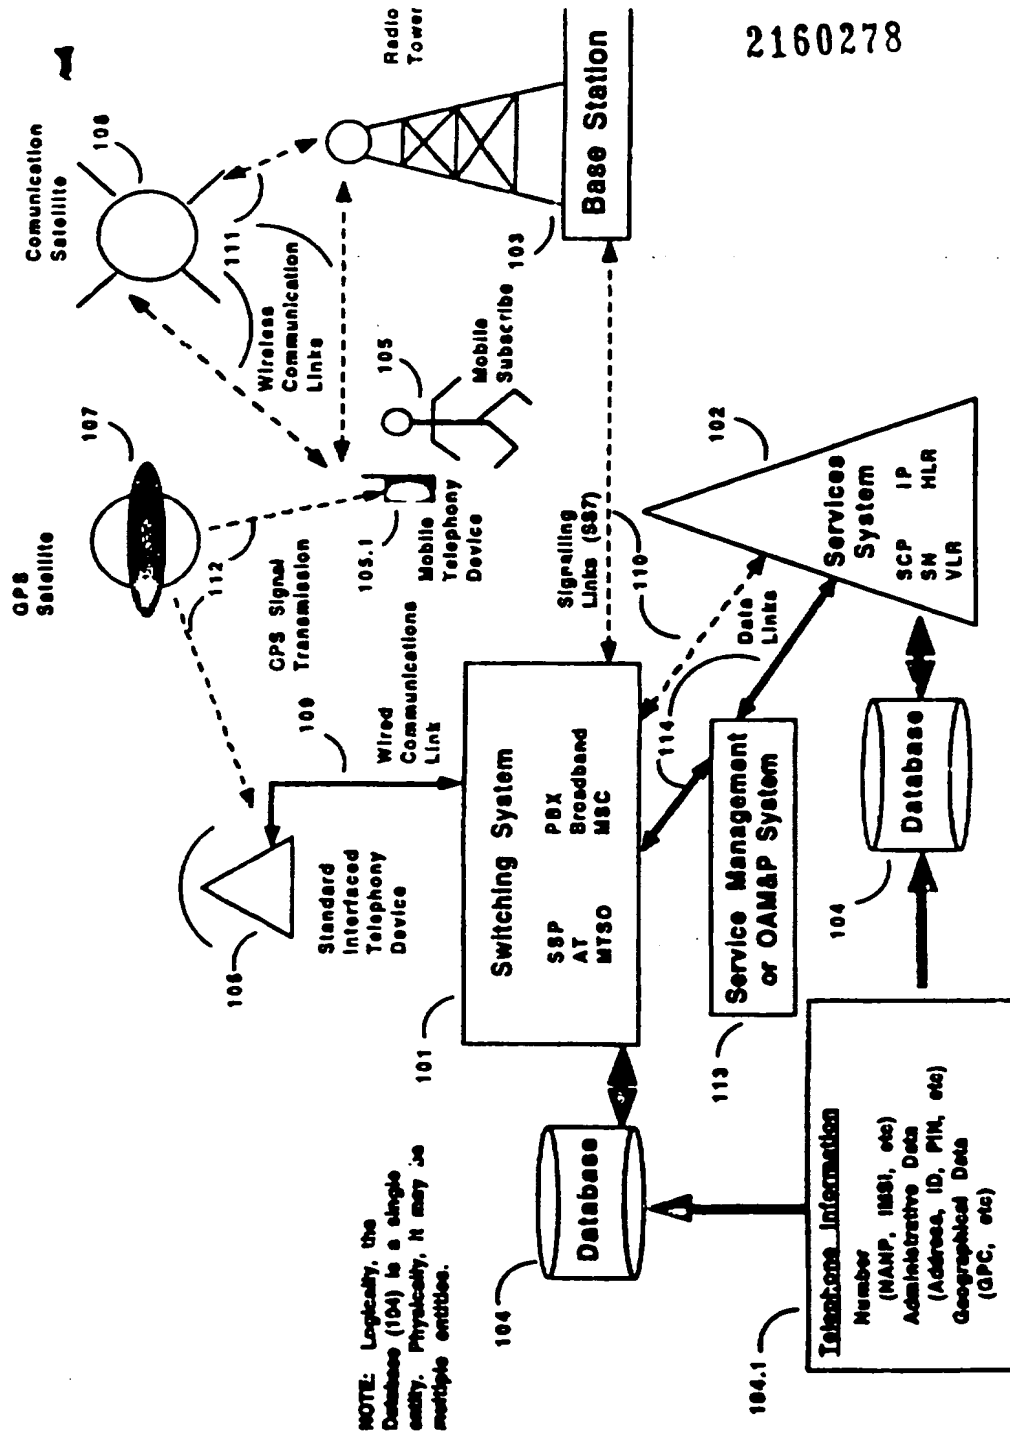 2160278
GPS
Satellite
107
Comunication
Satellite
108
112
GPS Signal
Transmission
111
Wireless
Communication
Links
Radio
Tower
106
Standard
Interfaced
Telephony
Device
109
Wired
Communications
Link
105.1
Mobile
Telephony
Device
105
Mobile
Subscribe
103
Base Station
NOTE: Logically, the
Database (104) is a single
entity. Physically, it may be
multiple entities.
101
Switching System
SSP PBX
AT Broadband
MTSO MSC
Signalling
Links (SS7)
110
104
Database
114
Data
Links
102
Services
System
SCP IP
SN HLR
VLR
113
Service Management
or OAM&P System
104
Database
104.1
Telephone Information
Number
(NANP, IMSI, etc)
Administrative Data
(Address, ID, PIN, etc)
Geographical Data
(GPC, etc)